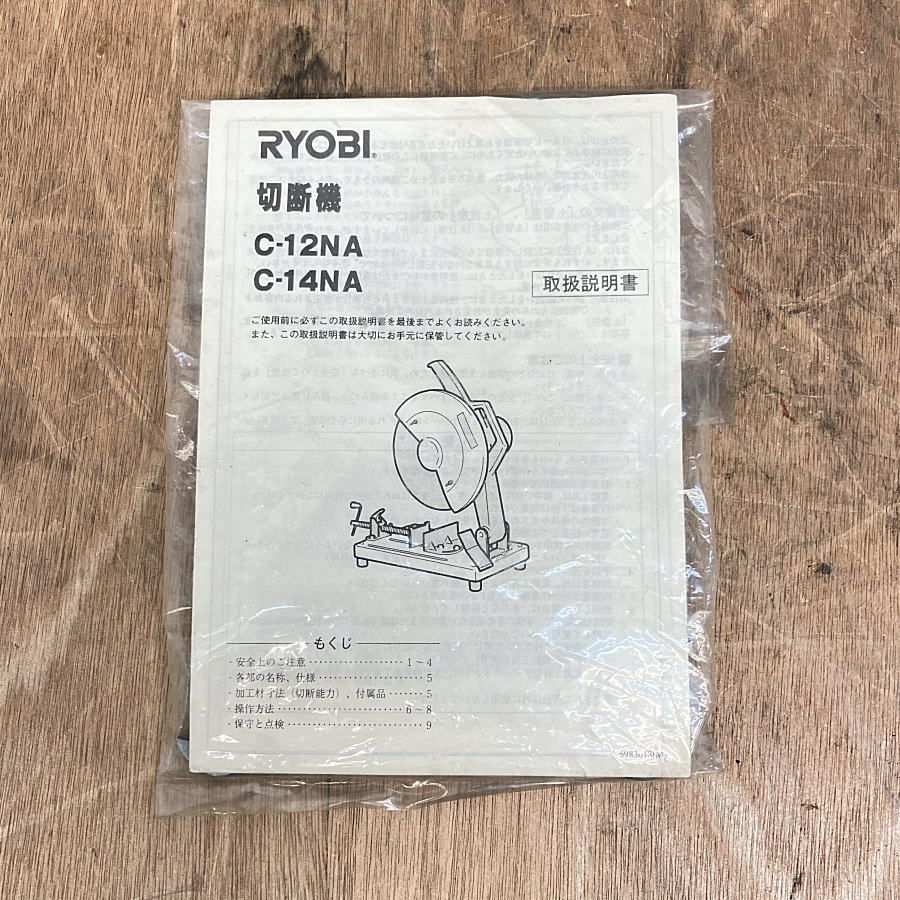 RYOBI®
切断機
C-12NA
C-14NA
取扱説明書
ご使用前に必ずこの取扱説明書を最後までよくお読みください。
また、この取扱説明書は大切にお手元に保管してください。
もくじ
・安全上のご注意 ··················· 1～4
・各部の名称、仕様 ····················· 5
・加工材寸法（切断能力）、付属品 ······· 5
・操作方法 ························· 6～8
・保守と点検 ·························· 9